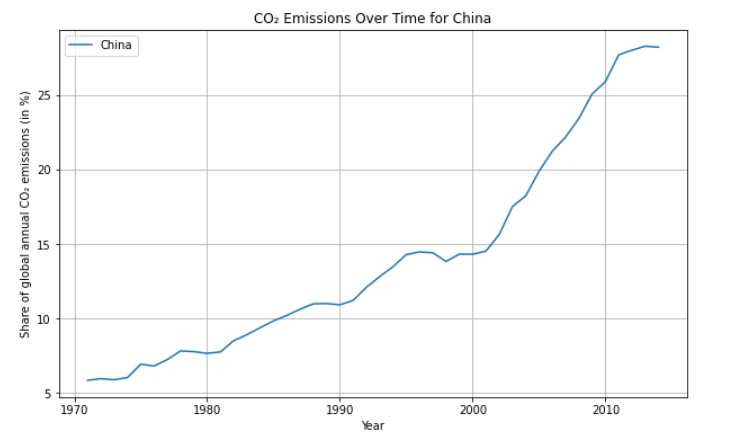 CO₂ Emissions Over Time for China
China
Share of global annual CO₂ emissions (in %)
25
20
15
10
5
1970 1980 1990 2000 2010
Year